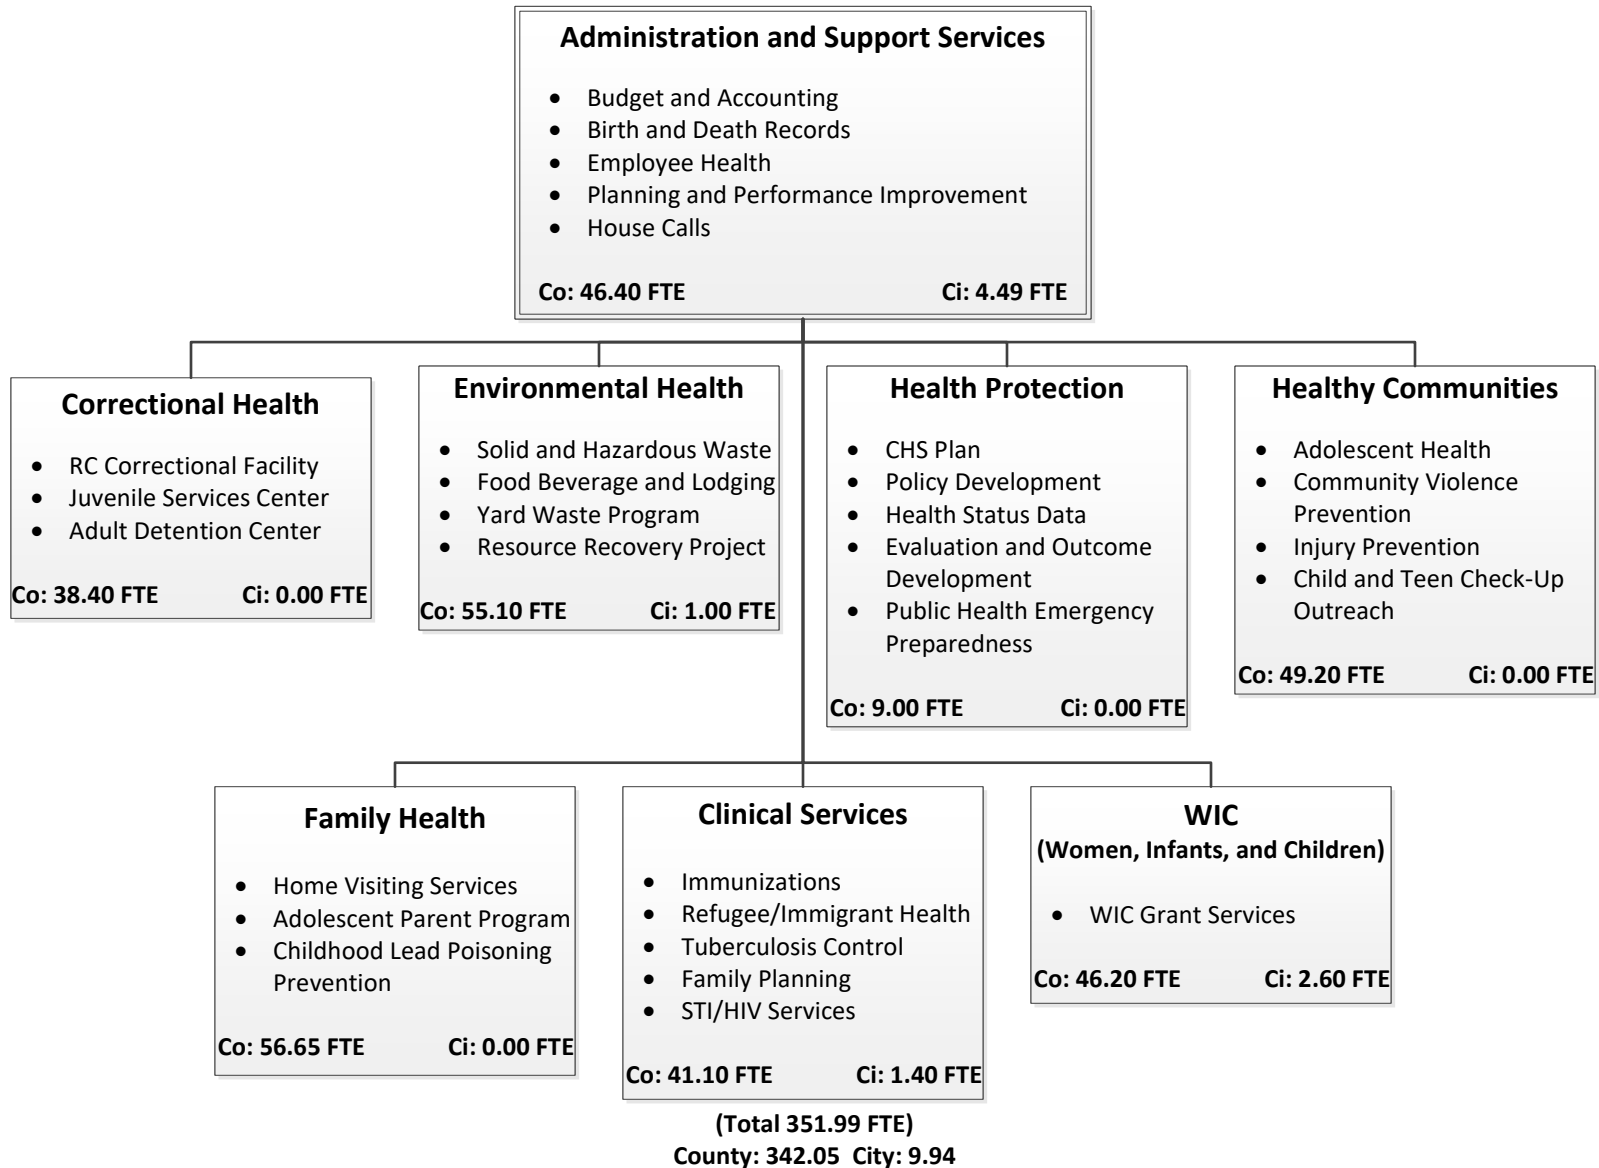 Administration and Support Services
• Budget and Accounting
• Birth and Death Records
• Employee Health
• Planning and Performance Improvement
• House Calls
Co: 46.40 FTE Ci: 4.49 FTE
Correctional Health
• RC Correctional Facility
• Juvenile Services Center
• Adult Detention Center
Co: 38.40 FTE Ci: 0.00 FTE
Environmental Health
• Solid and Hazardous Waste
• Food Beverage and Lodging
• Yard Waste Program
• Resource Recovery Project
Co: 55.10 FTE Ci: 1.00 FTE
Health Protection
• CHS Plan
• Policy Development
• Health Status Data
• Evaluation and Outcome
Development
• Public Health Emergency
Preparedness
Co: 9.00 FTE Ci: 0.00 FTE
Healthy Communities
• Adolescent Health
• Community Violence
Prevention
• Injury Prevention
• Child and Teen Check-Up
Outreach
Co: 49.20 FTE Ci: 0.00 FTE
Family Health
• Home Visiting Services
• Adolescent Parent Program
• Childhood Lead Poisoning
Prevention
Co: 56.65 FTE Ci: 0.00 FTE
Clinical Services
• Immunizations
• Refugee/Immigrant Health
• Tuberculosis Control
• Family Planning
• STI/HIV Services
Co: 41.10 FTE Ci: 1.40 FTE
WIC
(Women, Infants, and Children)
• WIC Grant Services
Co: 46.20 FTE Ci: 2.60 FTE
(Total 351.99 FTE)
County: 342.05 City: 9.94